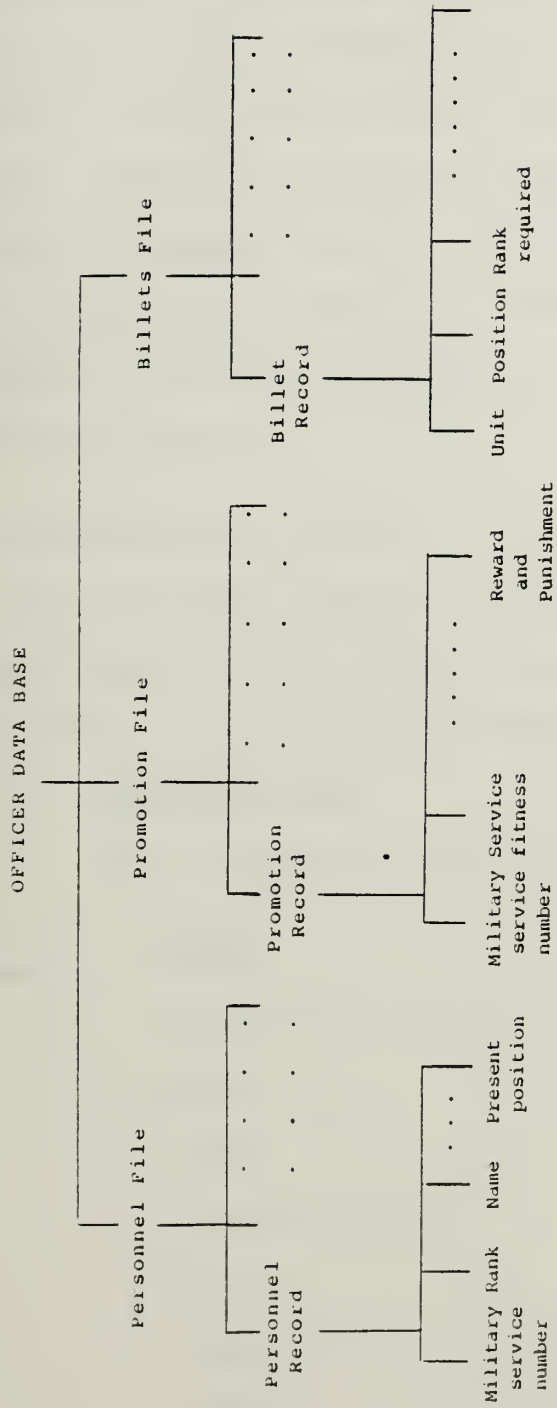 OFFICER DATA BASE
Personnel File
Promotion File
Billets File
Personnel
Record
Promotion
Record
Billet
Record
Military
service
number
Rank
Name
Present
position
Military
service
number
Service
fitness
Reward
and
Punishment
Unit
Position
Rank
required